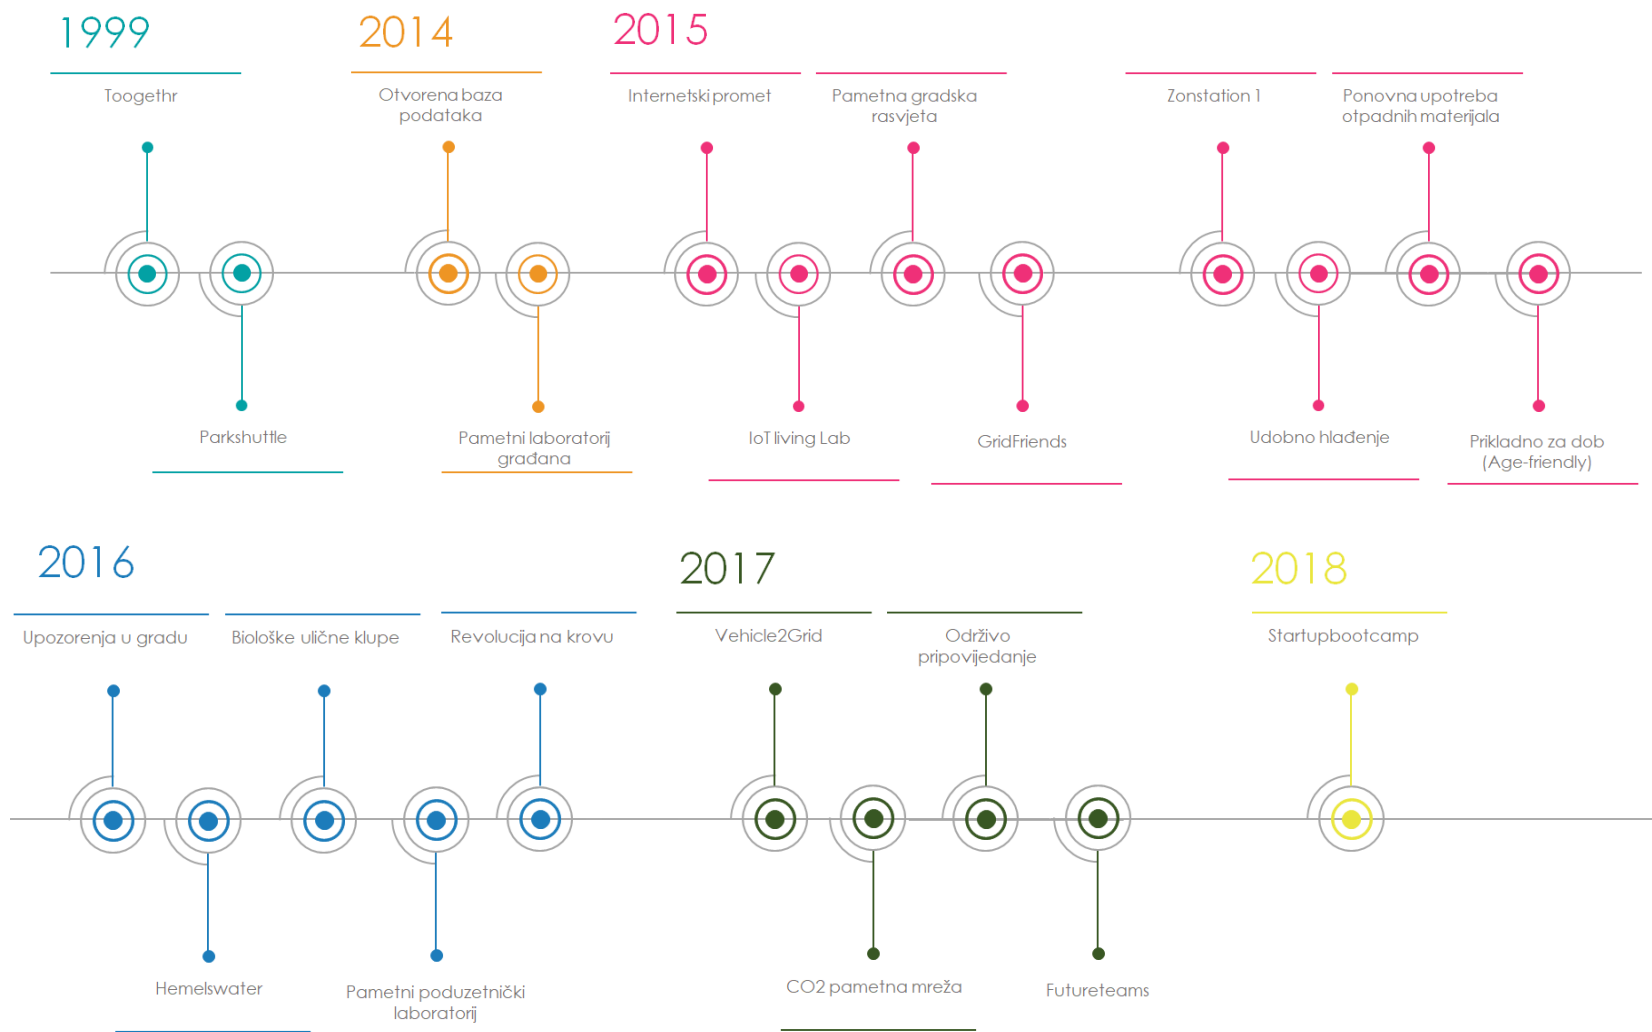 1999
2014
2015
Toogethr
Otvorena baza
podataka
Internetski promet
Pametna gradska
rasvjeta
Zonstation 1
Ponovna upotreba
otpadnih materijala
Parkshuttle
Pametni laboratorij
građana
IoT living Lab
GridFriends
Udobno hlađenje
Prikladno za dob
(Age-friendly)
2016
2017
2018
Upozorenja u gradu
Biološke ulične klupe
Revolucija na krovu
Vehicle2Grid
Održivo
pripovijedanje
Startupbootcamp
Hemelswater
Pametni poduzetnički
laboratorij
CO2 pametna mreža
Futureteams